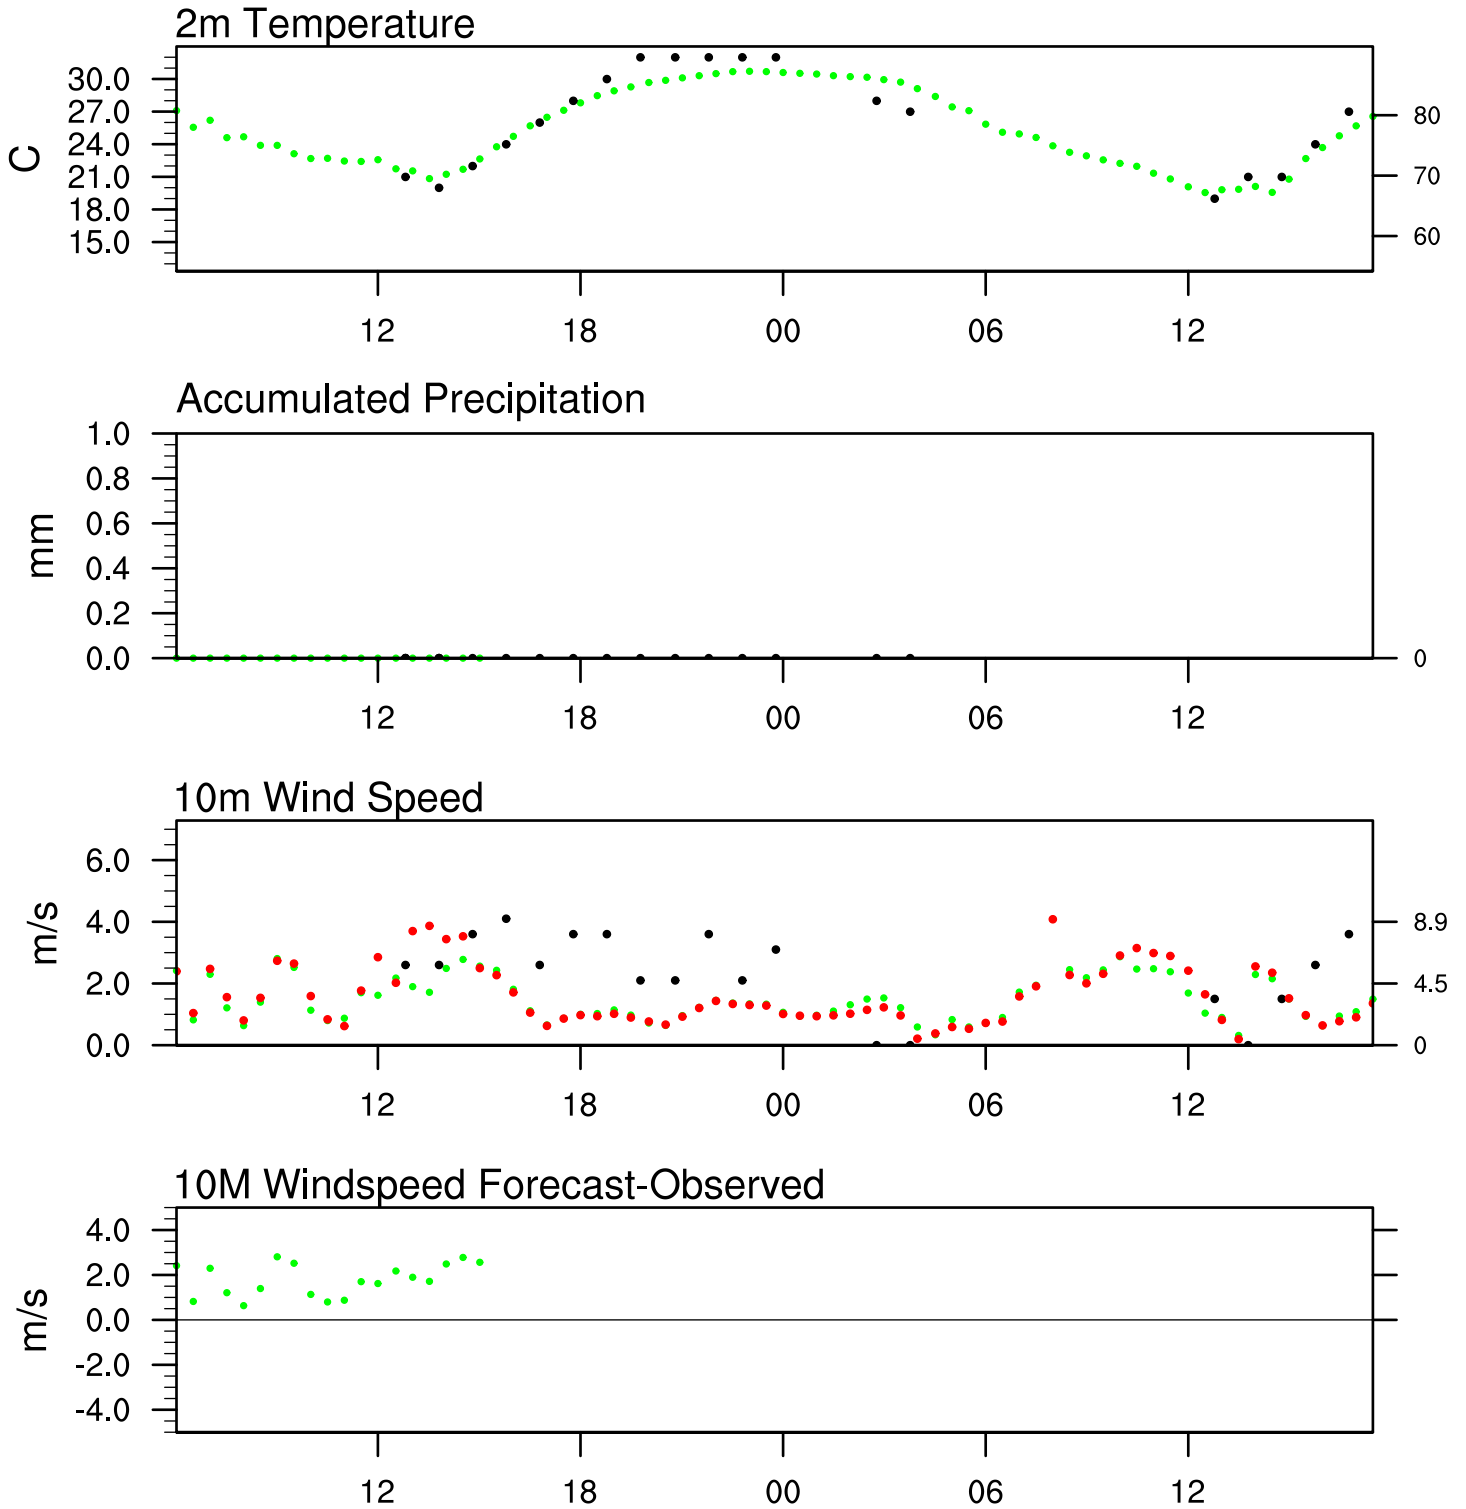 2m Temperature
C
30.0
27.0
24.0
21.0
18.0
15.0
80
70
60
12 18 00 06 12
Accumulated Precipitation
mm
1.0
0.8
0.6
0.4
0.2
0.0
0
12 18 00 06 12
10m Wind Speed
m/s
6.0
4.0
2.0
0.0
8.9
4.5
0
12 18 00 06 12
10M Windspeed Forecast-Observed
m/s
4.0
2.0
0.0
-2.0
-4.0
12 18 00 06 12